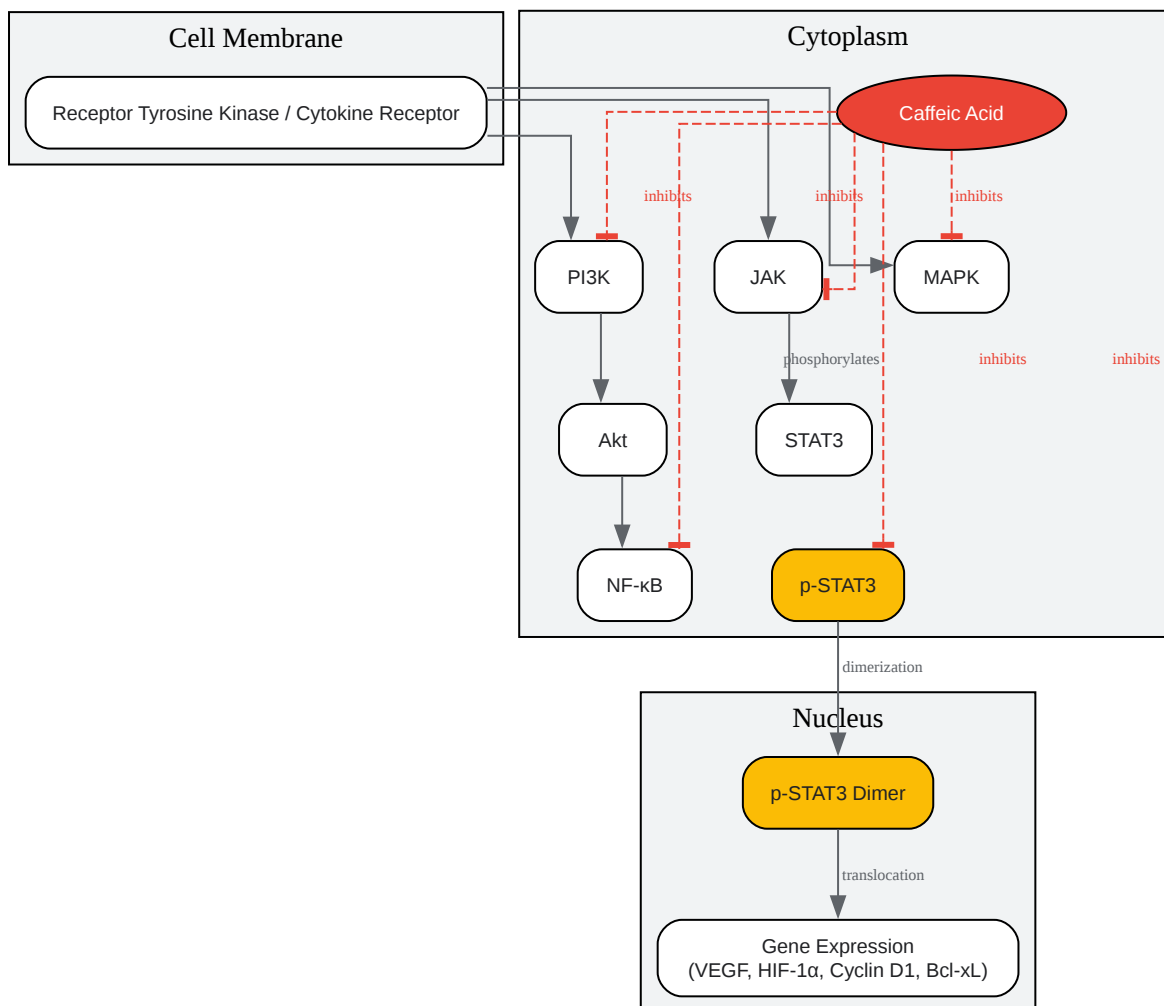 Cell Membrane
Cytoplasm
Receptor Tyrosine Kinase / Cytokine Receptor
Caffeic Acid
inhibits
inhibits
inhibits
PI3K
JAK
MAPK
phosphorylates
inhibits
inhibits
Akt
STAT3
NF-κB
p-STAT3
dimerization
Nucleus
p-STAT3 Dimer
translocation
Gene Expression
(VEGF, HIF-1α, Cyclin D1, Bcl-xL)